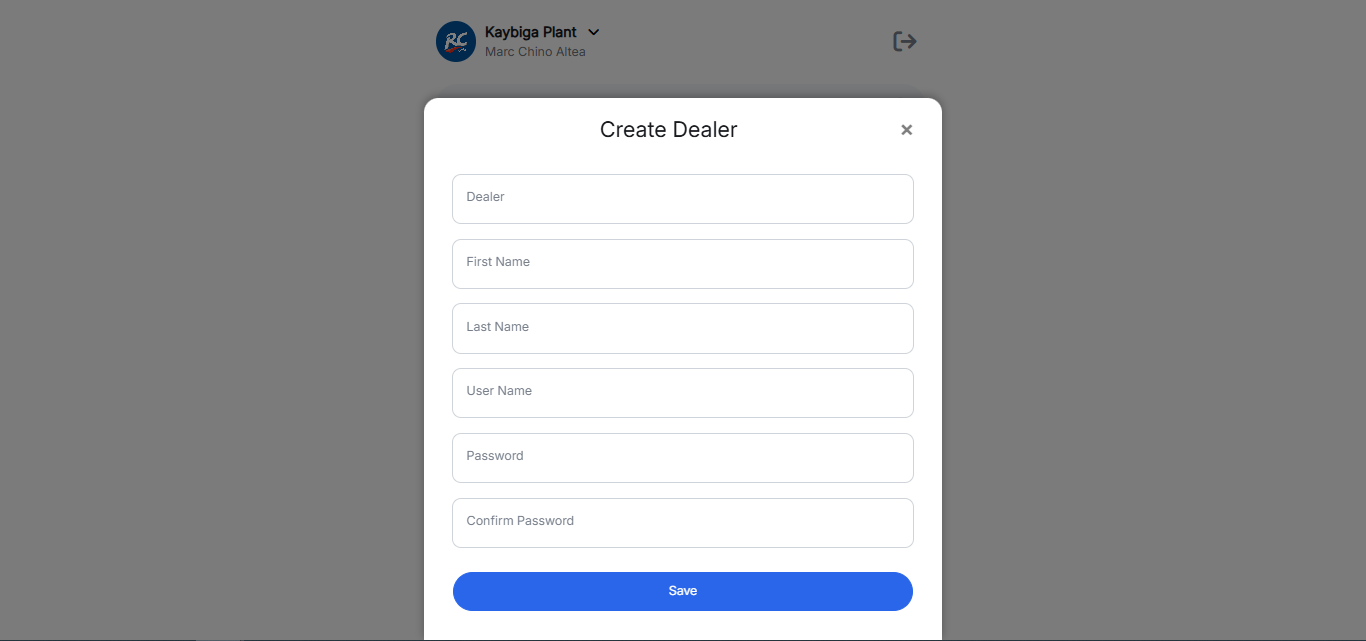 RC
Kaybiga Plant
Marc Chino Altea
Create Dealer
Dealer
First Name
Last Name
User Name
Password
Confirm Password
Save